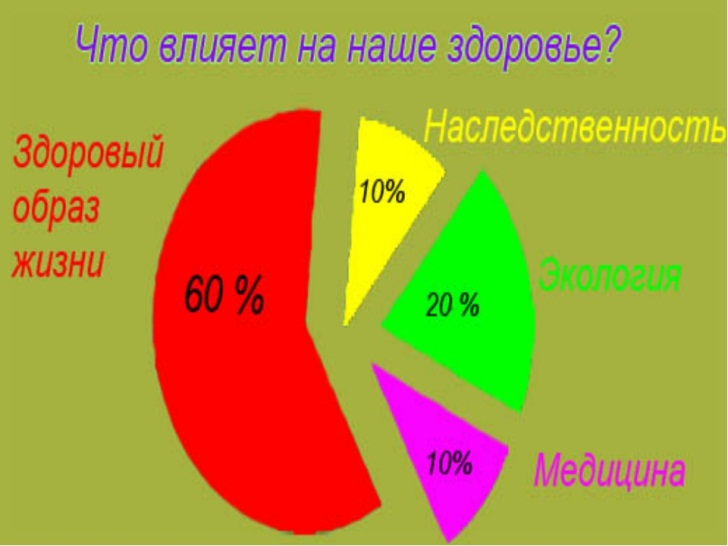 Что влияет на наше здоровье?
Здоровый
образ
жизни
60 %
Наследственность
10%
Экология
20 %
Медицина
10%